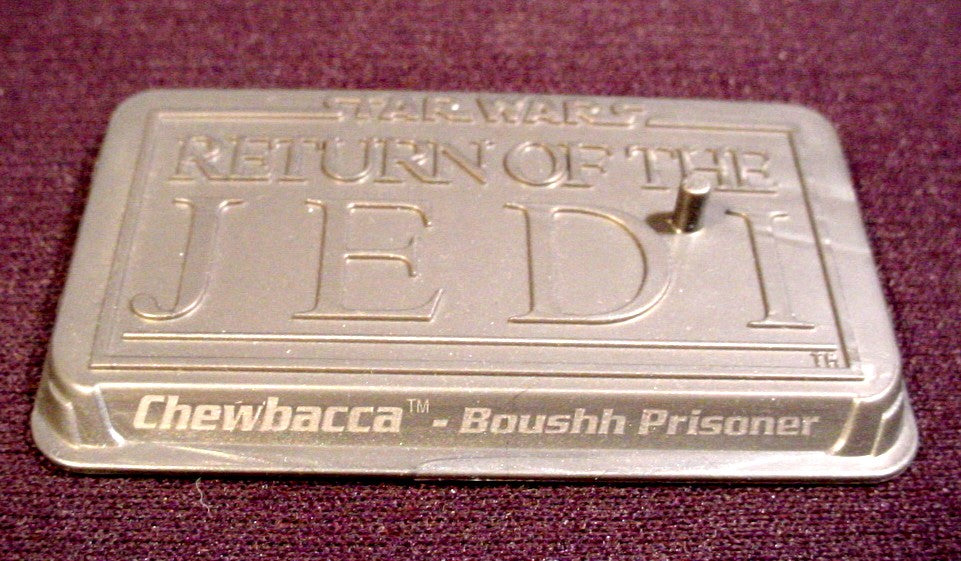 STAR WARS
RETURN OF THE
JEDI
TM
Chewbacca™ - Boushh Prisoner